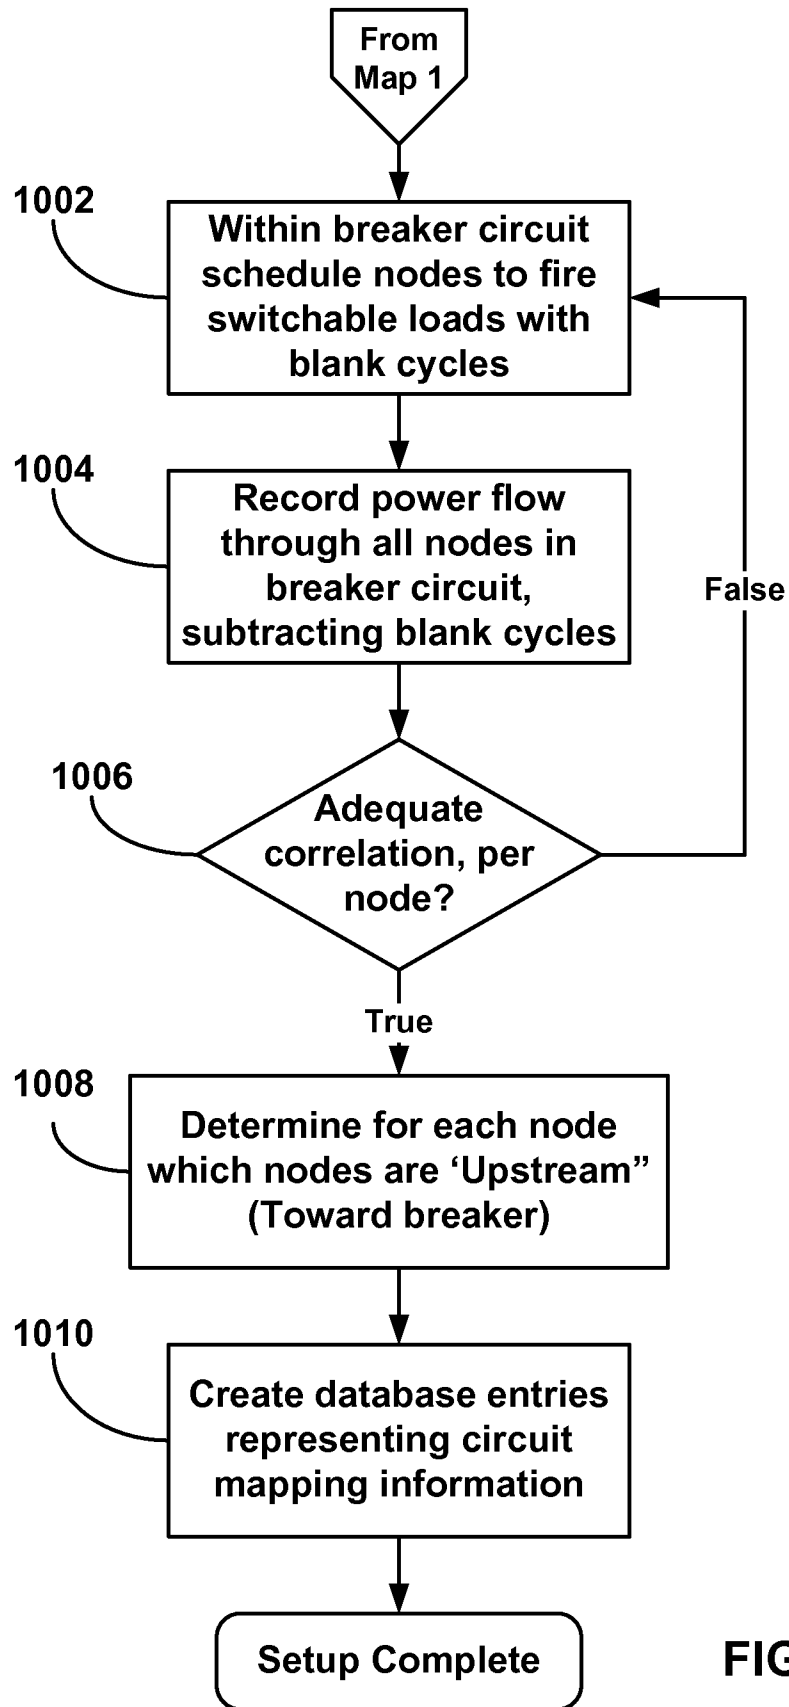 From
Map 1
1002
Within breaker circuit
schedule nodes to fire
switchable loads with
blank cycles
1004
Record power flow
through all nodes in
breaker circuit,
subtracting blank cycles
False
1006
Adequate
correlation, per
node?
True
1008
Determine for each node
which nodes are ‘Upstream”
(Toward breaker)
1010
Create database entries
representing circuit
mapping information
Setup Complete
FIG